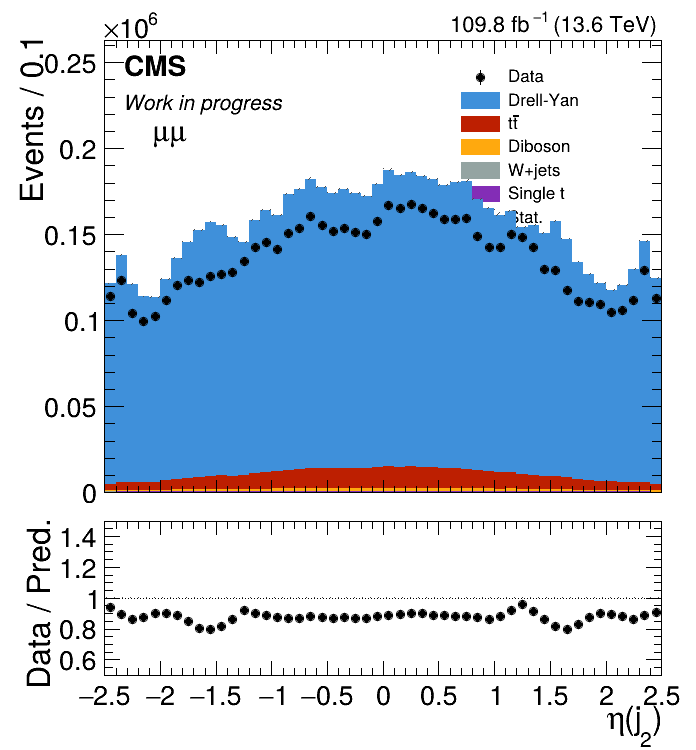 ×10⁶
109.8 fb⁻¹ (13.6 TeV)
Events / 0.1
CMS
Work in progress
μμ
Data
Drell-Yan
tt̄
Diboson
W+jets
Single t
Stat.
0.25
0.2
0.15
0.1
0.05
0
Data / Pred.
1.4
1.2
1
0.8
0.6
−2.5 −2 −1.5 −1 −0.5 0 0.5 1 1.5 2 2.5
η(j₂)